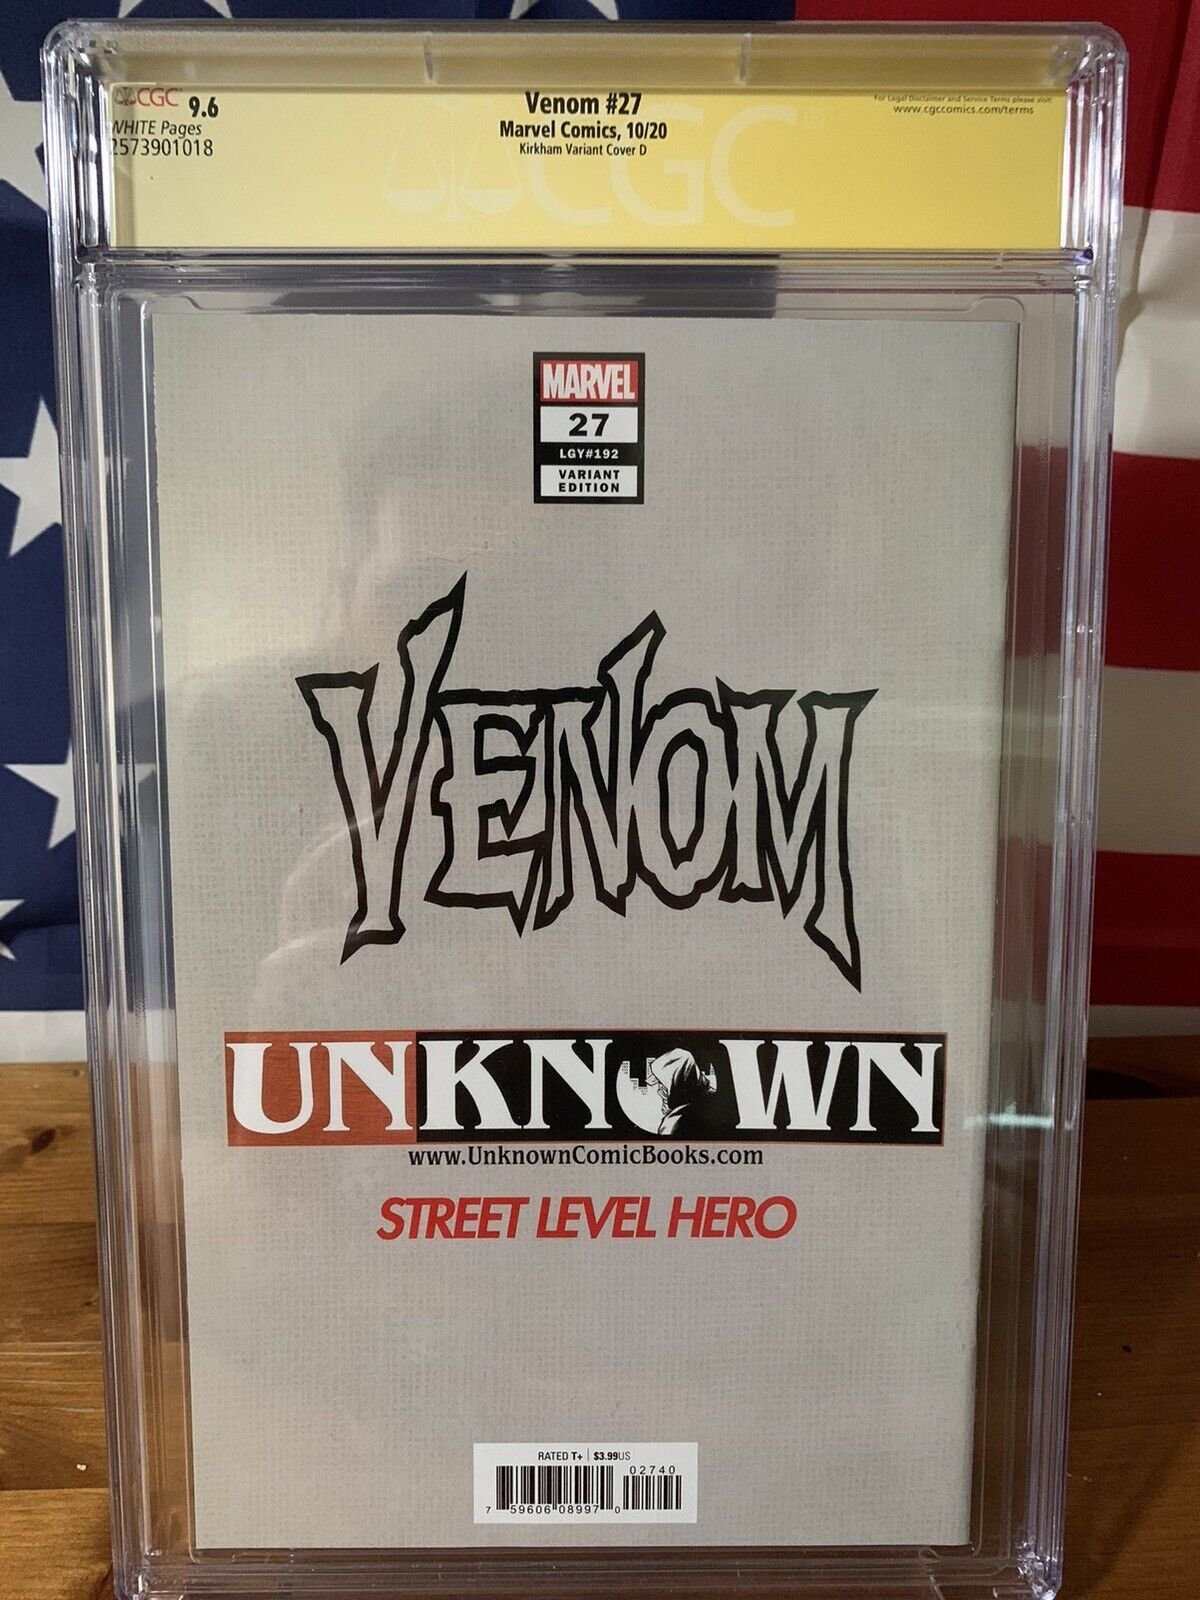 CGC 9.6
WHITE Pages
2573901018
Venom #27
Marvel Comics, 10/20
Kirkham Variant Cover D
For Legal Disclaimer and Service Terms please visit:
www.cgccomics.com/terms
CGC
MARVEL
27
LGY#192
VARIANT
EDITION
VENOM
UNKNOWN
www.UnknownComicBooks.com
STREET LEVEL HERO
RATED T+ $3.99US
02740
7 59606 08997 0